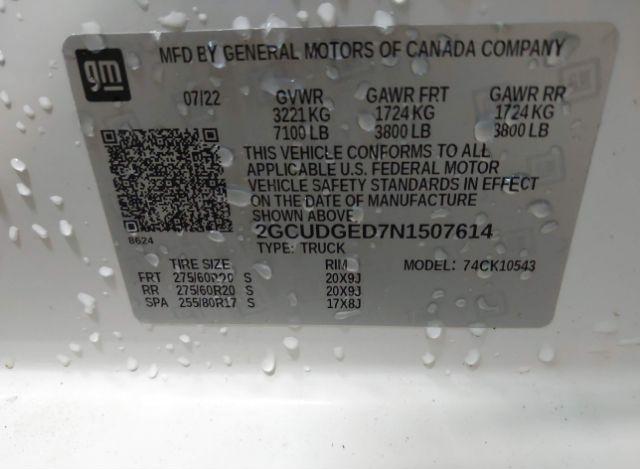 gm
MFD BY GENERAL MOTORS OF CANADA COMPANY
07/22 GVWR GAWR FRT GAWR RR
3221 KG 1724 KG 1724 KG
7100 LB 3800 LB 3800 LB
THIS VEHICLE CONFORMS TO ALL
APPLICABLE U.S. FEDERAL MOTOR
VEHICLE SAFETY STANDARDS IN EFFECT
ON THE DATE OF MANUFACTURE
SHOWN ABOVE.
2GCUDGED7N1507614
8624 TYPE: TRUCK
TIRE SIZE RIM MODEL: 74CK10543
FRT 275/60R20 S 20X9J
RR 275/60R20 S 20X9J
SPA 255/80R17 S 17X8J